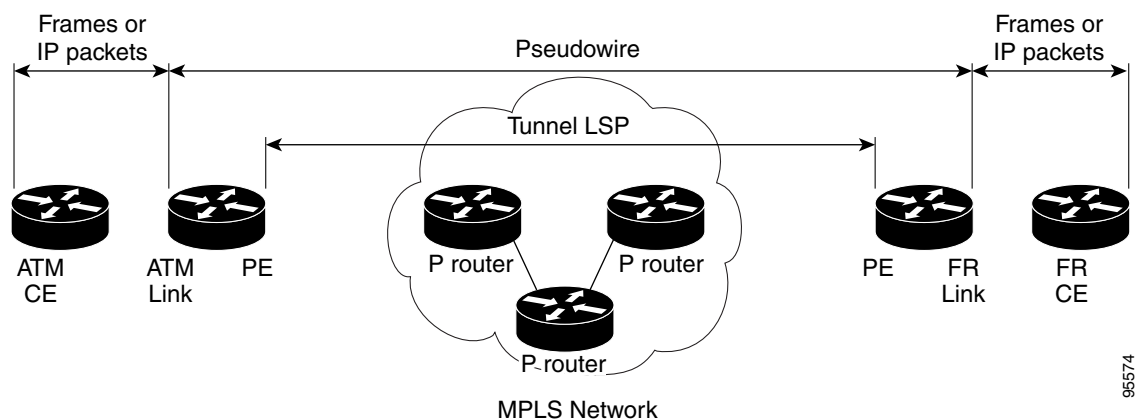 Frames or
IP packets
Pseudowire
Frames or
IP packets
Tunnel LSP
ATM
CE
ATM
Link
PE
P router
P router
PE
FR
Link
FR
CE
P router
MPLS Network
95574